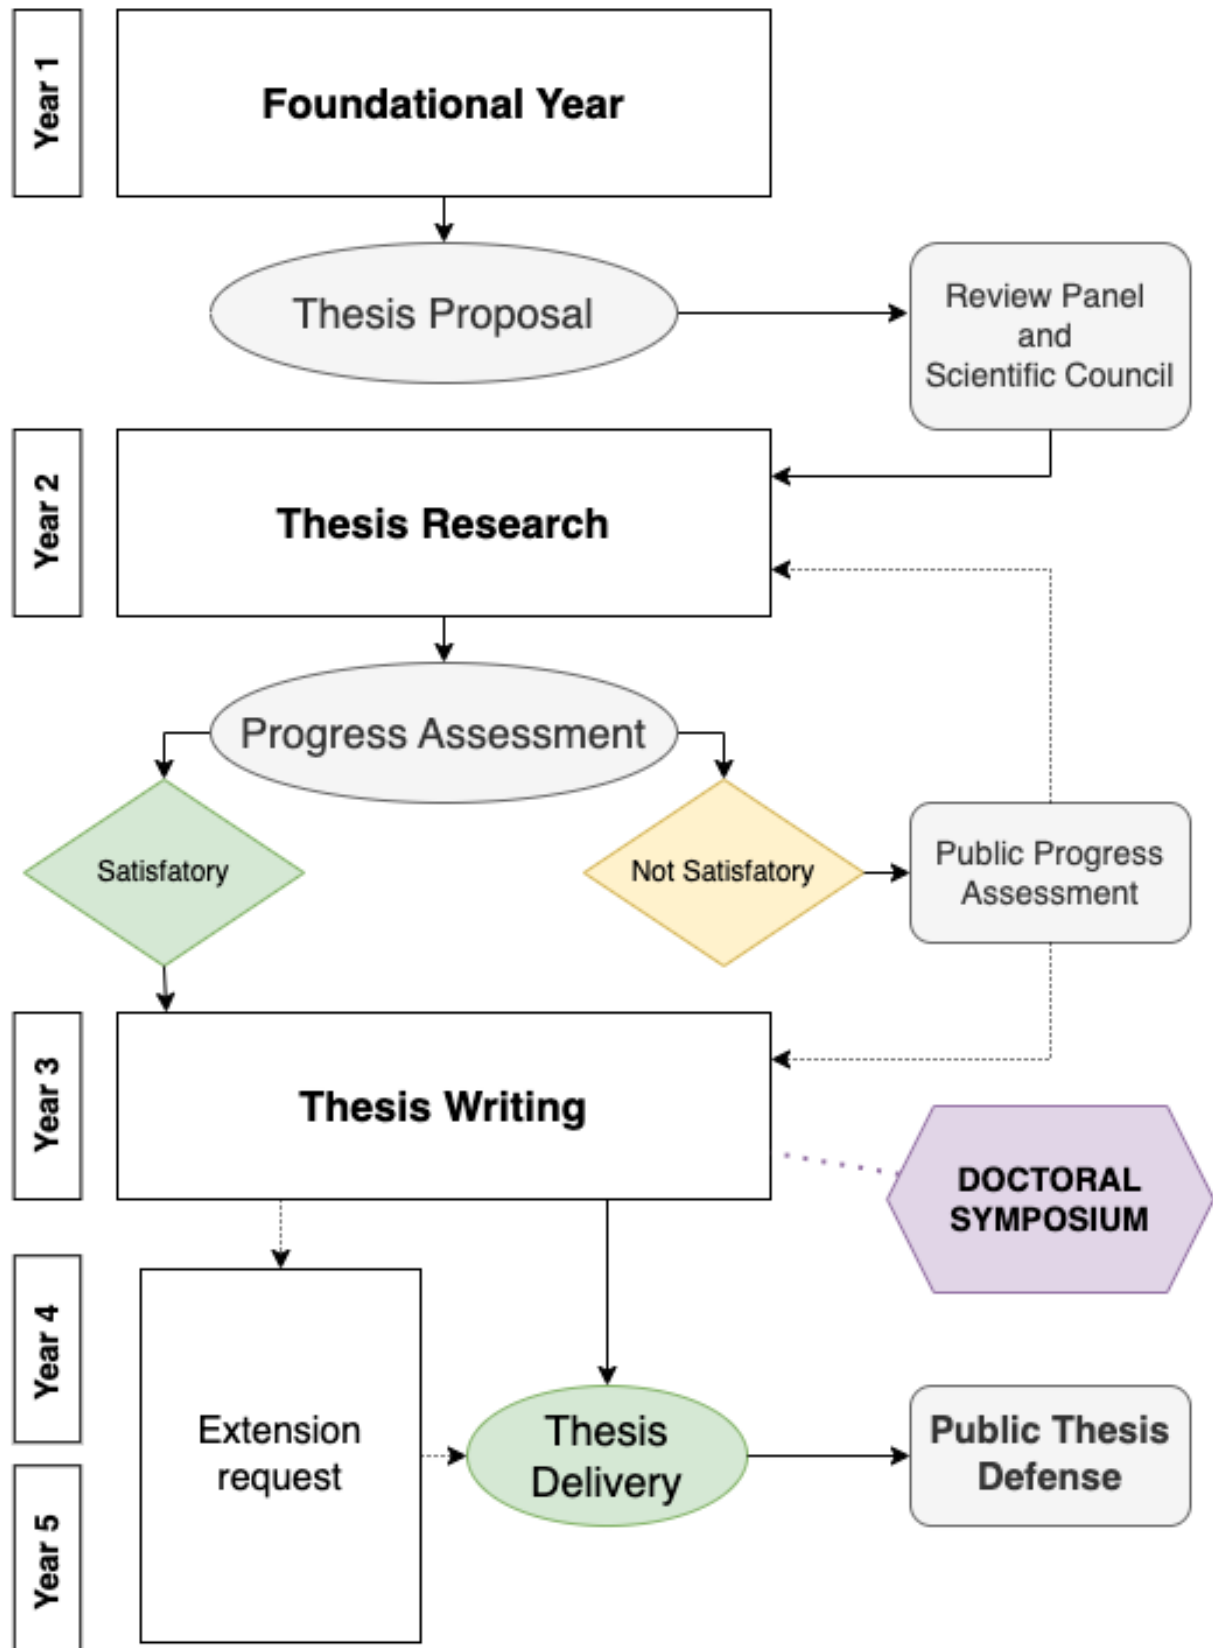 Year 1
Foundational Year
Thesis Proposal
Review Panel
and
Scientific Council
Year 2
Thesis Research
Progress Assessment
Satisfatory
Not Satisfatory
Public Progress
Assessment
Year 3
Thesis Writing
DOCTORAL
SYMPOSIUM
Year 4
Extension
request
Thesis
Delivery
Public Thesis
Defense
Year 5